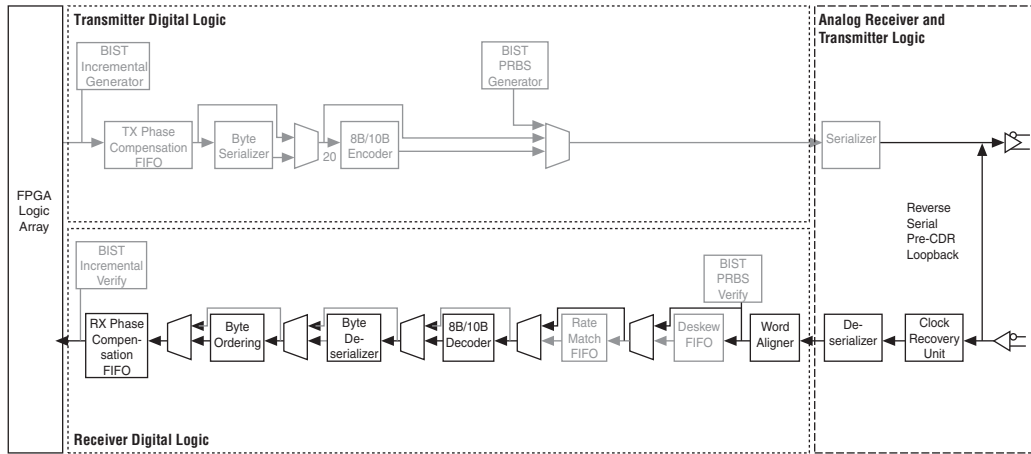 Transmitter Digital Logic
Analog Receiver and
Transmitter Logic
BIST
Incremental
Generator
BIST
PRBS
Generator
TX Phase
Compensation
FIFO
Byte
Serializer
20
8B/10B
Encoder
Serializer
FPGA
Logic
Array
Reverse
Serial
Pre-CDR
Loopback
BIST
Incremental
Verify
BIST
PRBS
Verify
RX Phase
Compen-
sation
FIFO
Byte
Ordering
Byte
De-
serializer
8B/10B
Decoder
Rate
Match
FIFO
Deskew
FIFO
Word
Aligner
De-
serializer
Clock
Recovery
Unit
Receiver Digital Logic